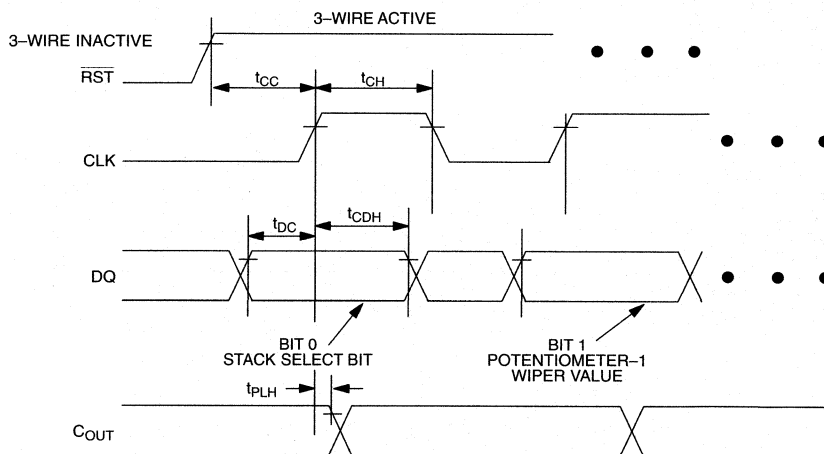 3–WIRE ACTIVE
3–WIRE INACTIVE
RST
tCC
tCH
CLK
tDC
tCDH
DQ
BIT 0
STACK SELECT BIT
BIT 1
POTENTIOMETER–1
WIPER VALUE
tPLH
COUT